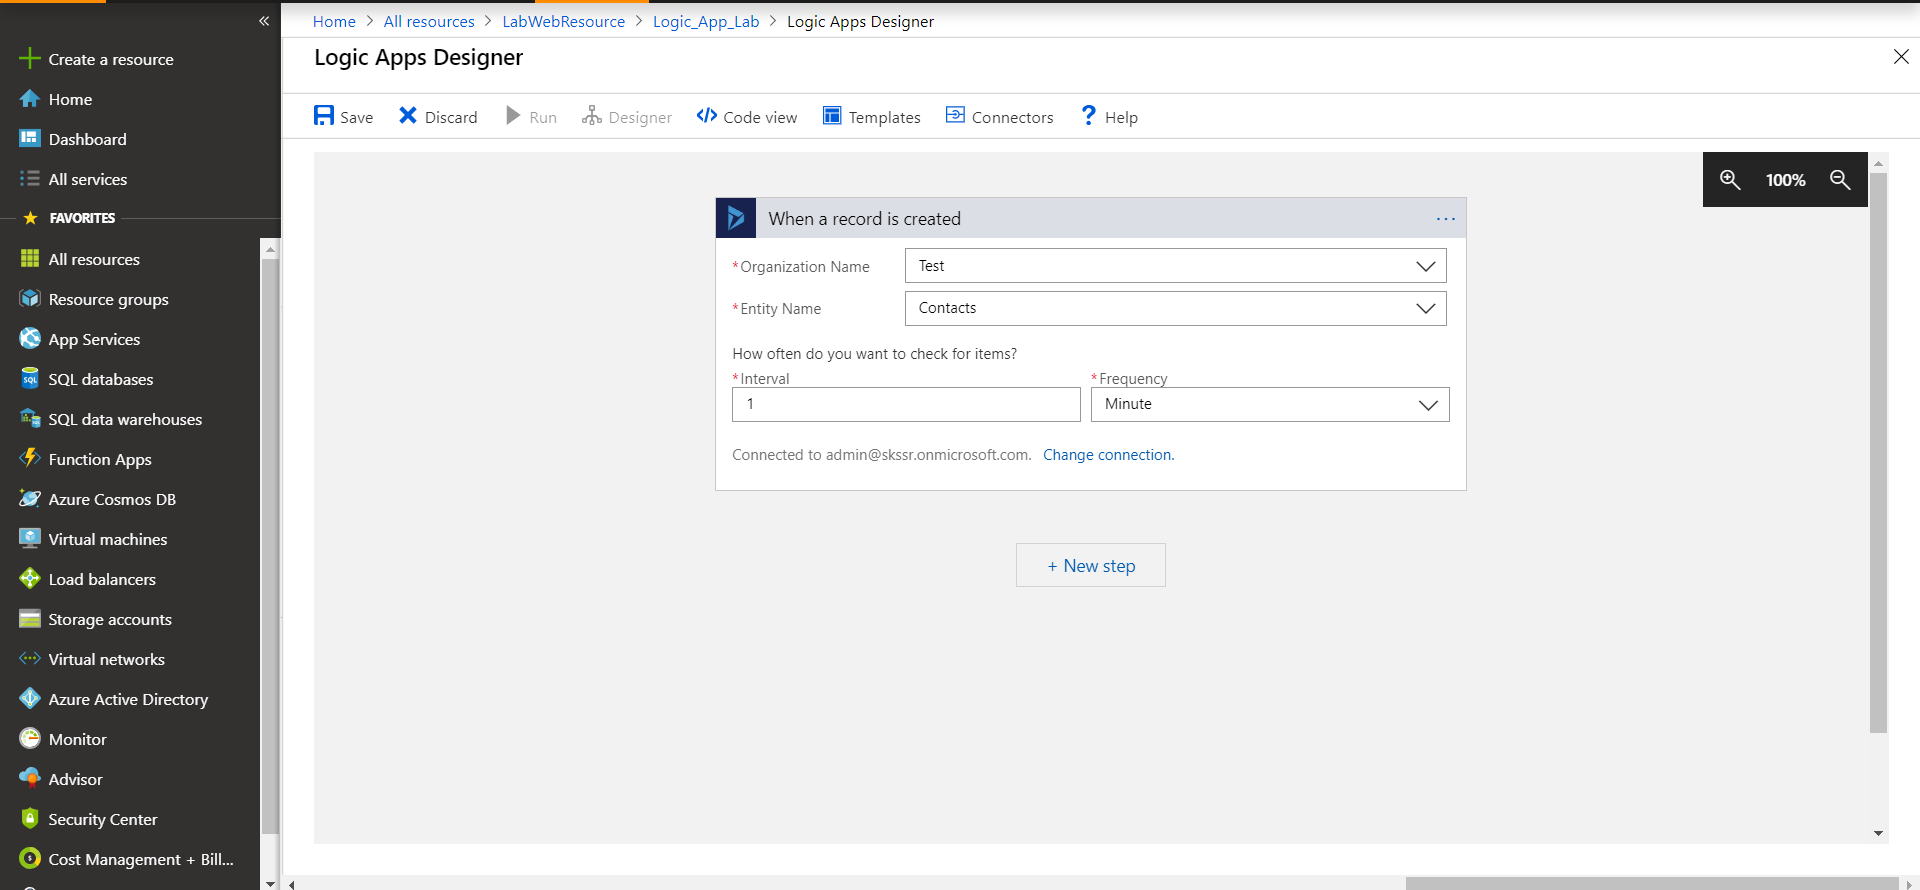 «
Create a resource
Home
Dashboard
All services
FAVORITES
All resources
Resource groups
App Services
SQL databases
SQL data warehouses
Function Apps
Azure Cosmos DB
Virtual machines
Load balancers
Storage accounts
Virtual networks
Azure Active Directory
Monitor
Advisor
Security Center
Cost Management + Bill...
Home > All resources > LabWebResource > Logic_App_Lab > Logic Apps Designer
Logic Apps Designer
Save Discard Run Designer Code view Templates Connectors Help
100%
When a record is created ...
*Organization Name Test
*Entity Name Contacts
How often do you want to check for items?
*Interval *Frequency
1 Minute
Connected to admin@skssr.onmicrosoft.com. Change connection.
+ New step